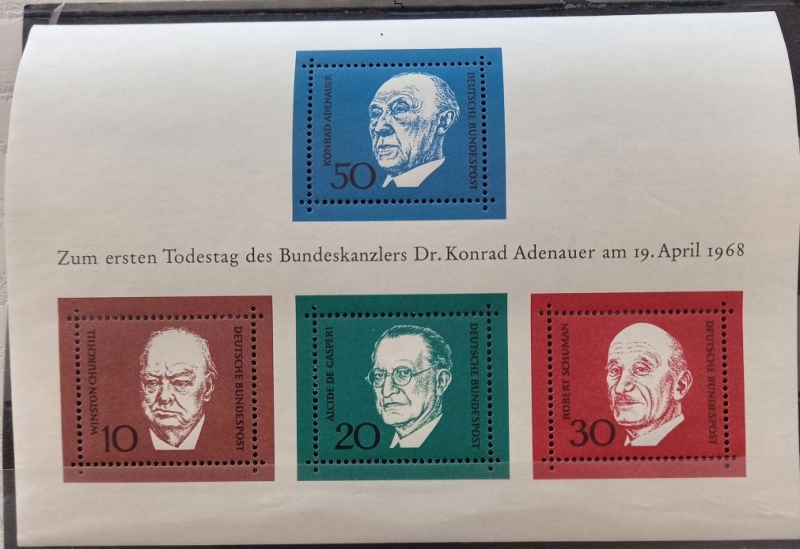 KONRAD ADENAUER
DEUTSCHE BUNDESPOST
50
Zum ersten Todestag des Bundeskanzlers Dr. Konrad Adenauer am 19. April 1968
WINSTON CHURCHILL
DEUTSCHE BUNDESPOST
10
ALCIDE DE GASPERI
DEUTSCHE BUNDESPOST
20
ROBERT SCHUMAN
DEUTSCHE BUNDESPOST
30